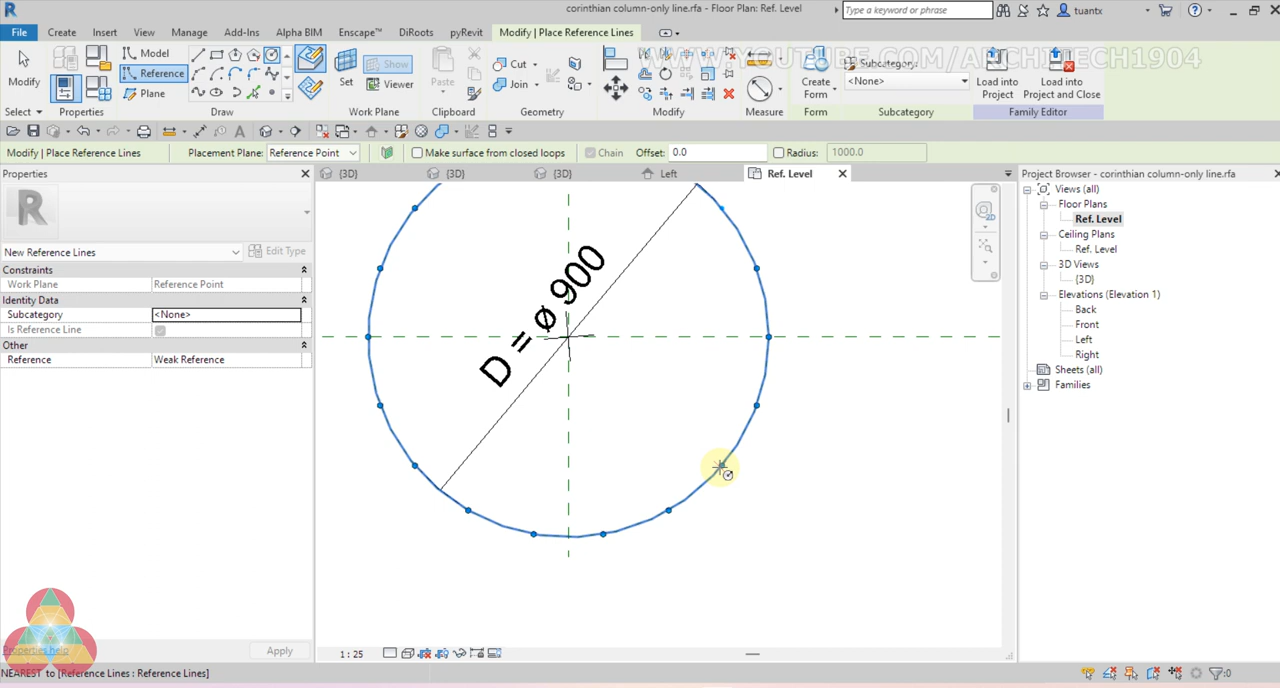 corinthian column-only line.rfa - Floor Plan: Ref. Level
Type a keyword or phrase
tuantx
File Create Insert Annotate View Manage Add-Ins Alpha BIM Enscape™ DiRoots pyRevit Modify | Place Reference Lines
WWW.YOUTUBE.COM/ARCHITECH1904
Modify
Model
Reference
Plane
Set
Show
Viewer
Paste
Cut
Join
Create Form
Subcategory:
<None>
Load into Project
Load into Project and Close
Select Properties Draw Work Plane Clipboard Geometry Modify Measure Form Subcategory Family Editor
Modify | Place Reference Lines Placement Plane: Reference Point Make surface from closed loops Chain Offset: 0.0 Radius: 1000.0
Properties
{3D} {3D} {3D} Left Ref. Level
Project Browser - corinthian column-only line.rfa
New Reference Lines Edit Type
Constraints
Work Plane Reference Point
Identity Data
Subcategory <None>
Is Reference Line
Other
Reference Weak Reference
D = ø 900
2D
Views (all)
Floor Plans
Ref. Level
Ceiling Plans
Ref. Level
3D Views
{3D}
Elevations (Elevation 1)
Back
Front
Left
Right
Sheets (all)
Families
Properties help
Apply
1 : 25
NEAREST to [Reference Lines : Reference Lines]
:0